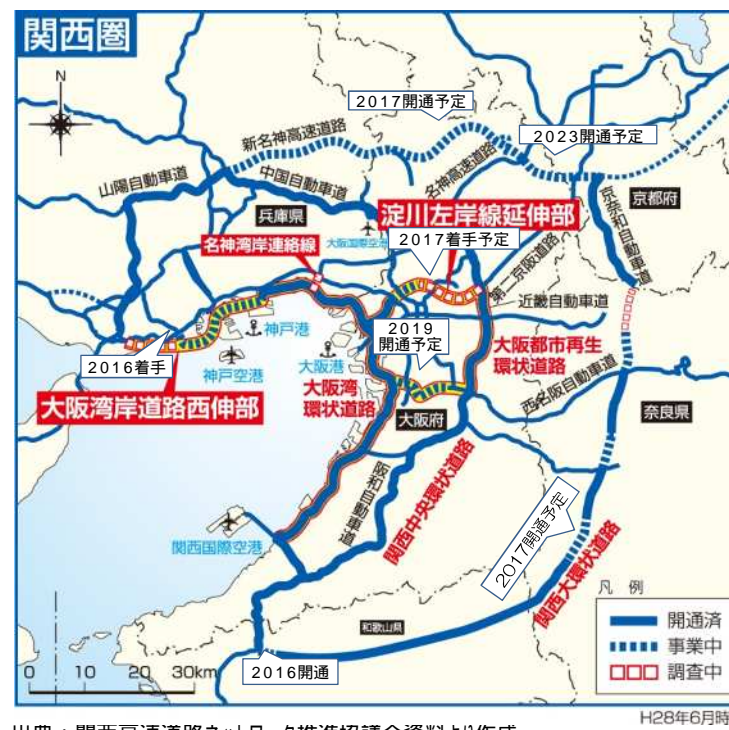 関西圏
N
2017開通予定
2023開通予定
新名神高速道路
名神高速道路
山陽自動車道
中国自動車道
京都府
兵庫県
大阪国際空港
淀川左岸線延伸部
2017着手予定
京奈和自動車道
名神湾岸連絡線
第二京阪道路
近畿自動車道
神戸港
2019
開通予定
大阪都市再生
環状道路
2016着手
神戸空港
大阪港
大阪湾
環状道路
大阪湾岸道路西伸部
西名阪自動車道
大阪府
奈良県
阪和自動車道
関西中央環状道路
関西国際空港
2017開通予定
関西大環状道路
凡 例
開通済
事業中
調査中
和歌山県
2016開通
0 10 20 30km
H28年6月時